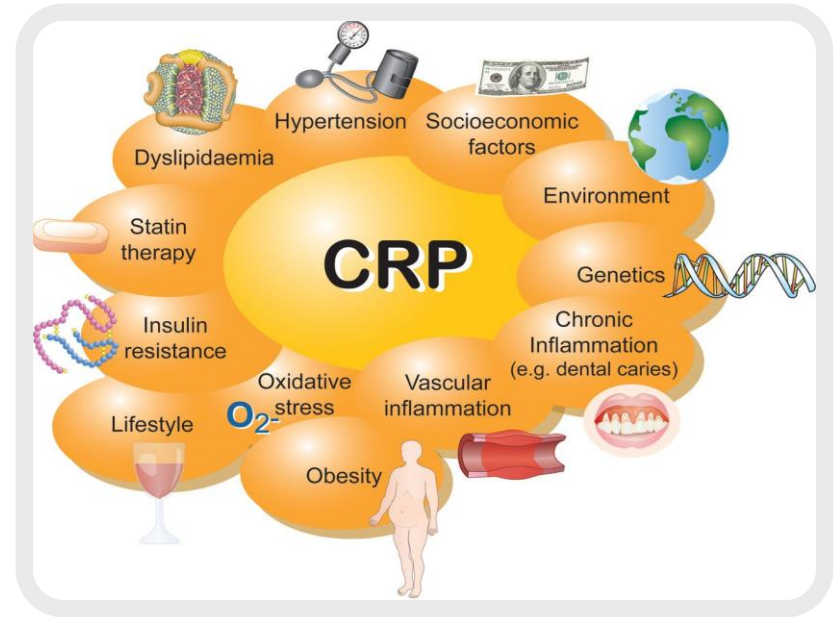 Hypertension
Socioeconomic
factors
Dyslipidaemia
Environment
Statin
therapy
CRP
Genetics
Chronic
Inflammation
(e.g. dental caries)
Insulin
resistance
Oxidative
stress
O2-
Vascular
inflammation
Lifestyle
Obesity